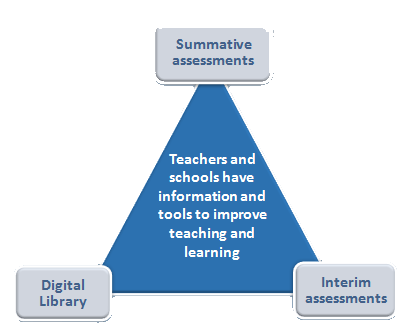 Summative
assessments
Teachers and
schools have
information and
tools to improve
teaching and
learning
Digital
Library
Interim
assessments